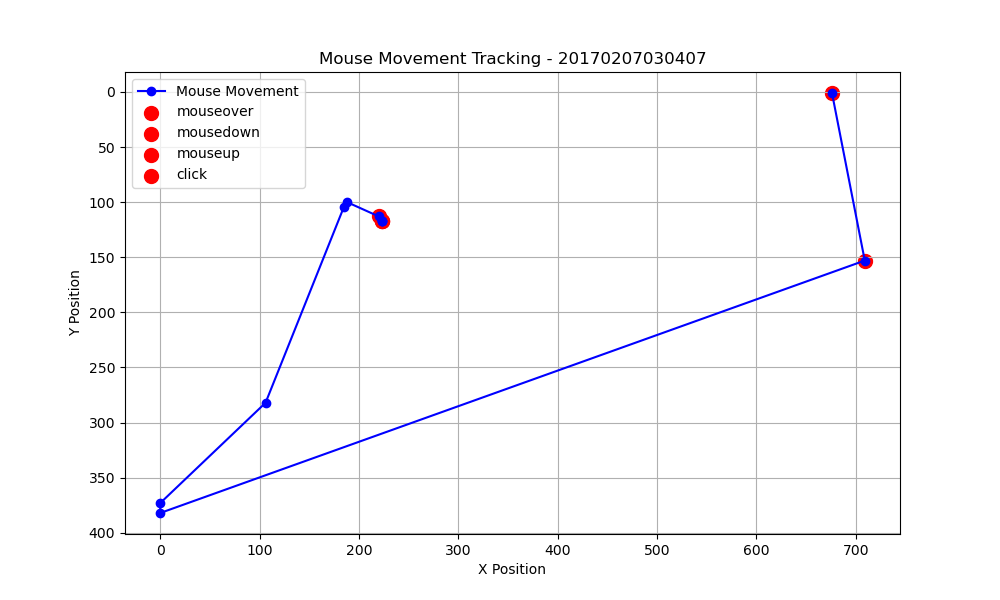 Mouse Movement Tracking - 20170207030407
Mouse Movement
mouseover
mousedown
mouseup
click
Y Position
0
50
100
150
200
250
300
350
400
0 100 200 300 400 500 600 700
X Position